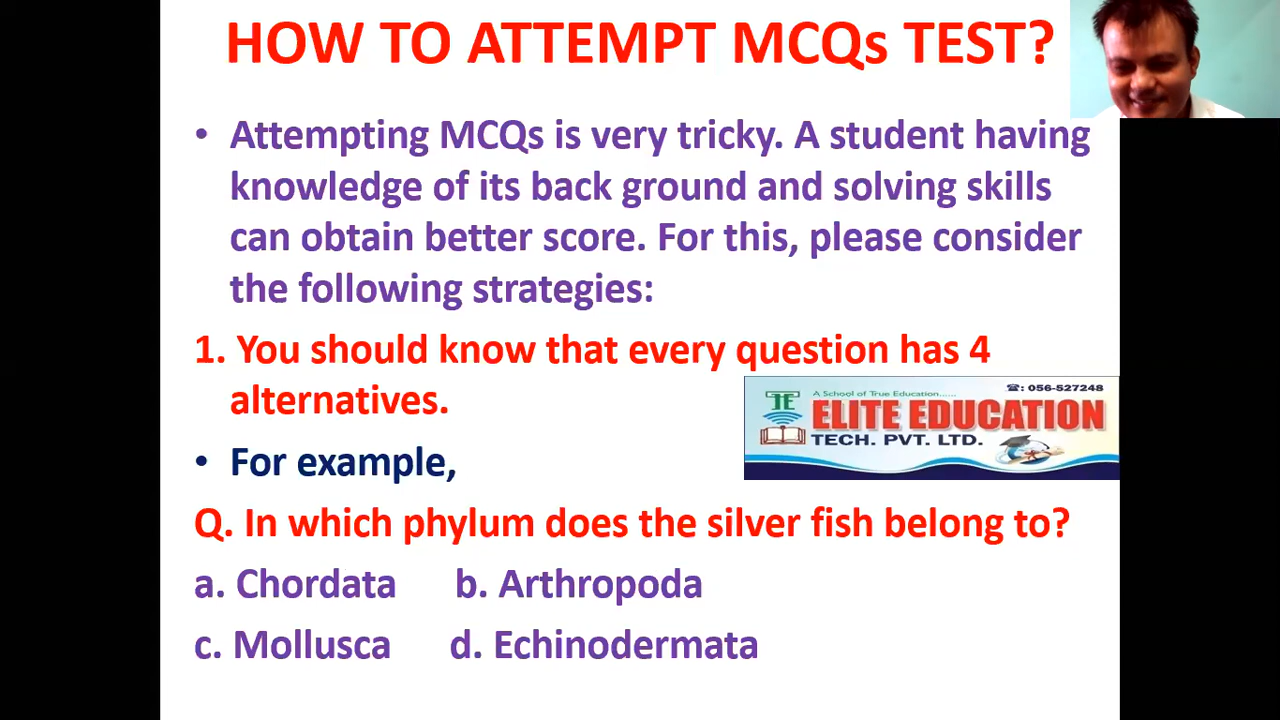 HOW TO ATTEMPT MCQs TEST?
• Attempting MCQs is very tricky. A student having
knowledge of its back ground and solving skills
can obtain better score. For this, please consider
the following strategies:
1. You should know that every question has 4
alternatives.
A School of True Education......
☎: 056-527248
ELITE EDUCATION
TECH. PVT. LTD.
• For example,
Q. In which phylum does the silver fish belong to?
a. Chordata b. Arthropoda
c. Mollusca d. Echinodermata